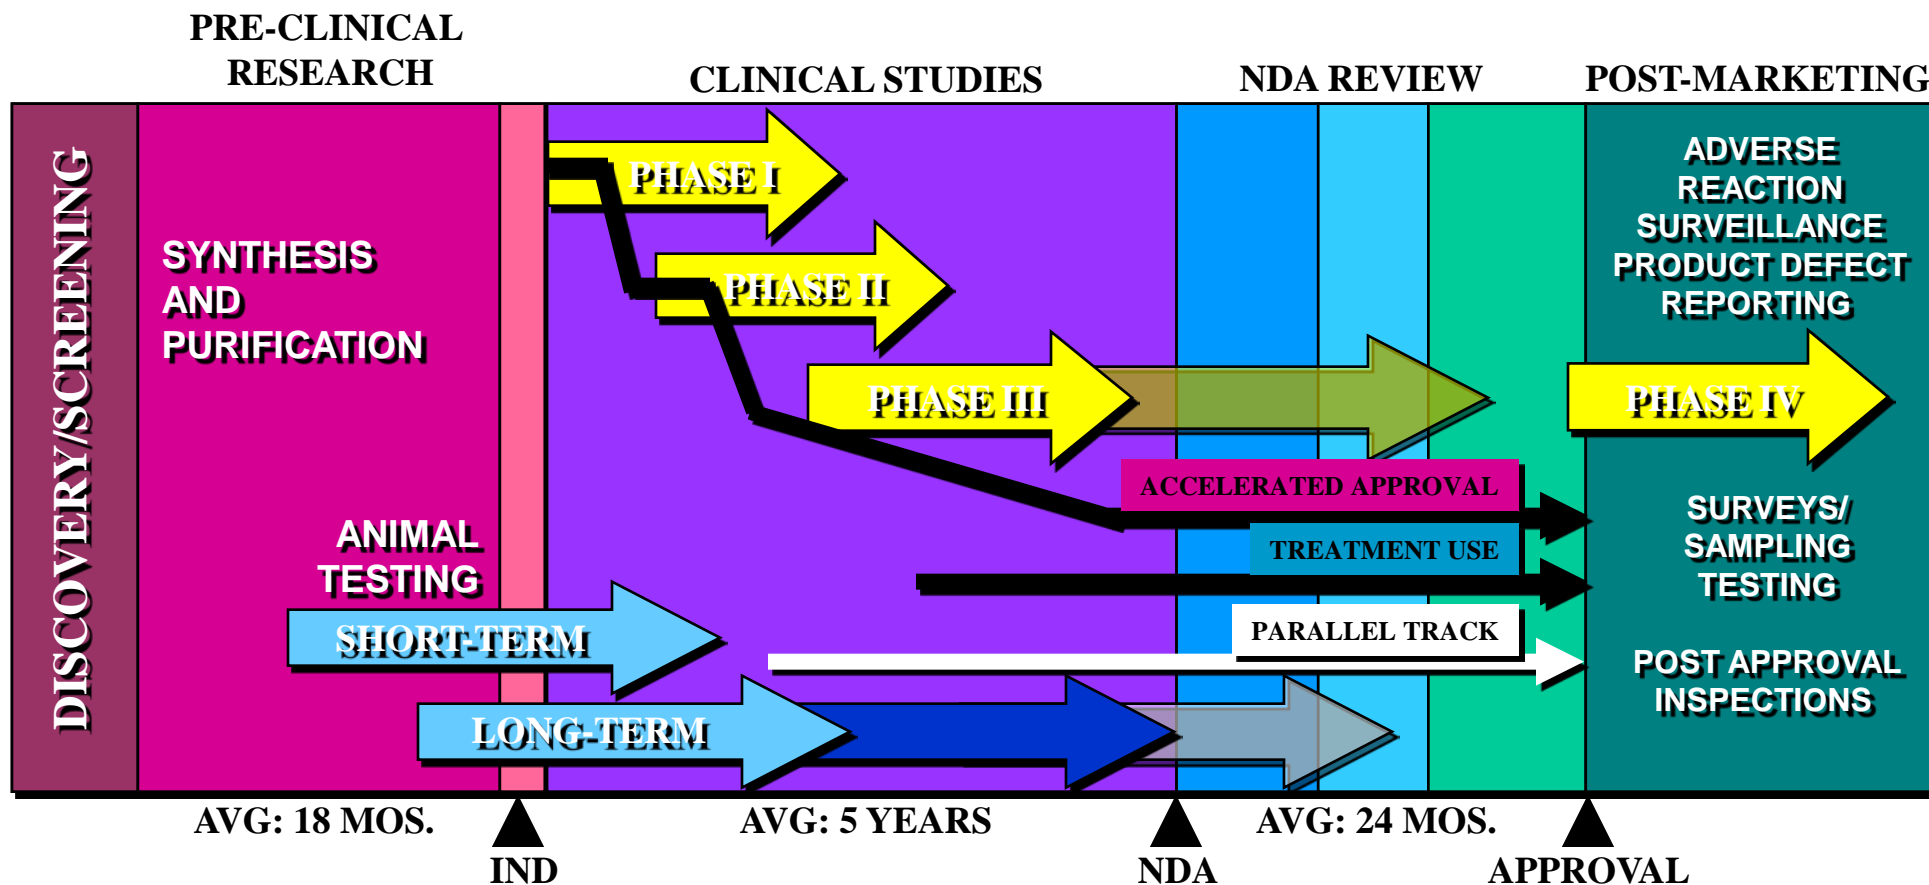 PRE-CLINICAL
RESEARCH
CLINICAL STUDIES
NDA REVIEW
POST-MARKETING
DISCOVERY/SCREENING
SYNTHESIS
AND
PURIFICATION
ANIMAL
TESTING
SHORT-TERM
LONG-TERM
PHASE I
PHASE II
PHASE III
ACCELERATED APPROVAL
TREATMENT USE
PARALLEL TRACK
ADVERSE
REACTION
SURVEILLANCE
PRODUCT DEFECT
REPORTING
PHASE IV
SURVEYS/
SAMPLING
TESTING
POST APPROVAL
INSPECTIONS
AVG: 18 MOS.
AVG: 5 YEARS
AVG: 24 MOS.
IND
NDA
APPROVAL